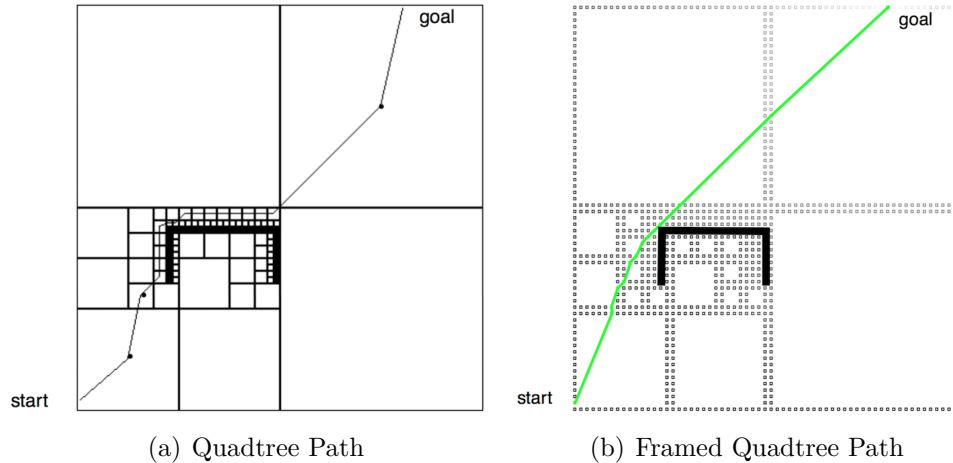 goal
goal
start
start
(a) Quadtree Path
(b) Framed Quadtree Path